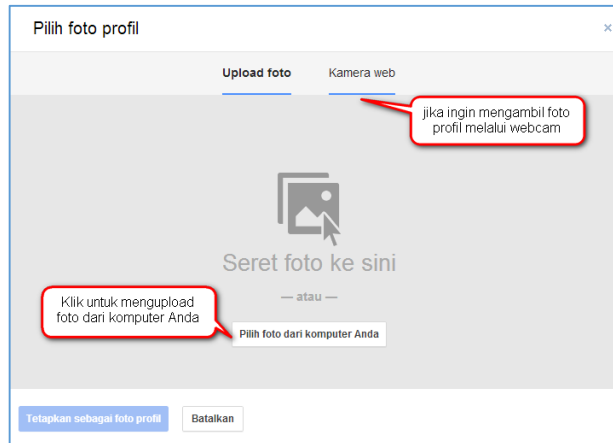 Pilih foto profil
×
Upload foto
Kamera web
jika ingin mengambil foto
profil melalui webcam
Seret foto ke sini
— atau —
Klik untuk mengupload
foto dari komputer Anda
Pilih foto dari komputer Anda
Tetapkan sebagai foto profil
Batalkan